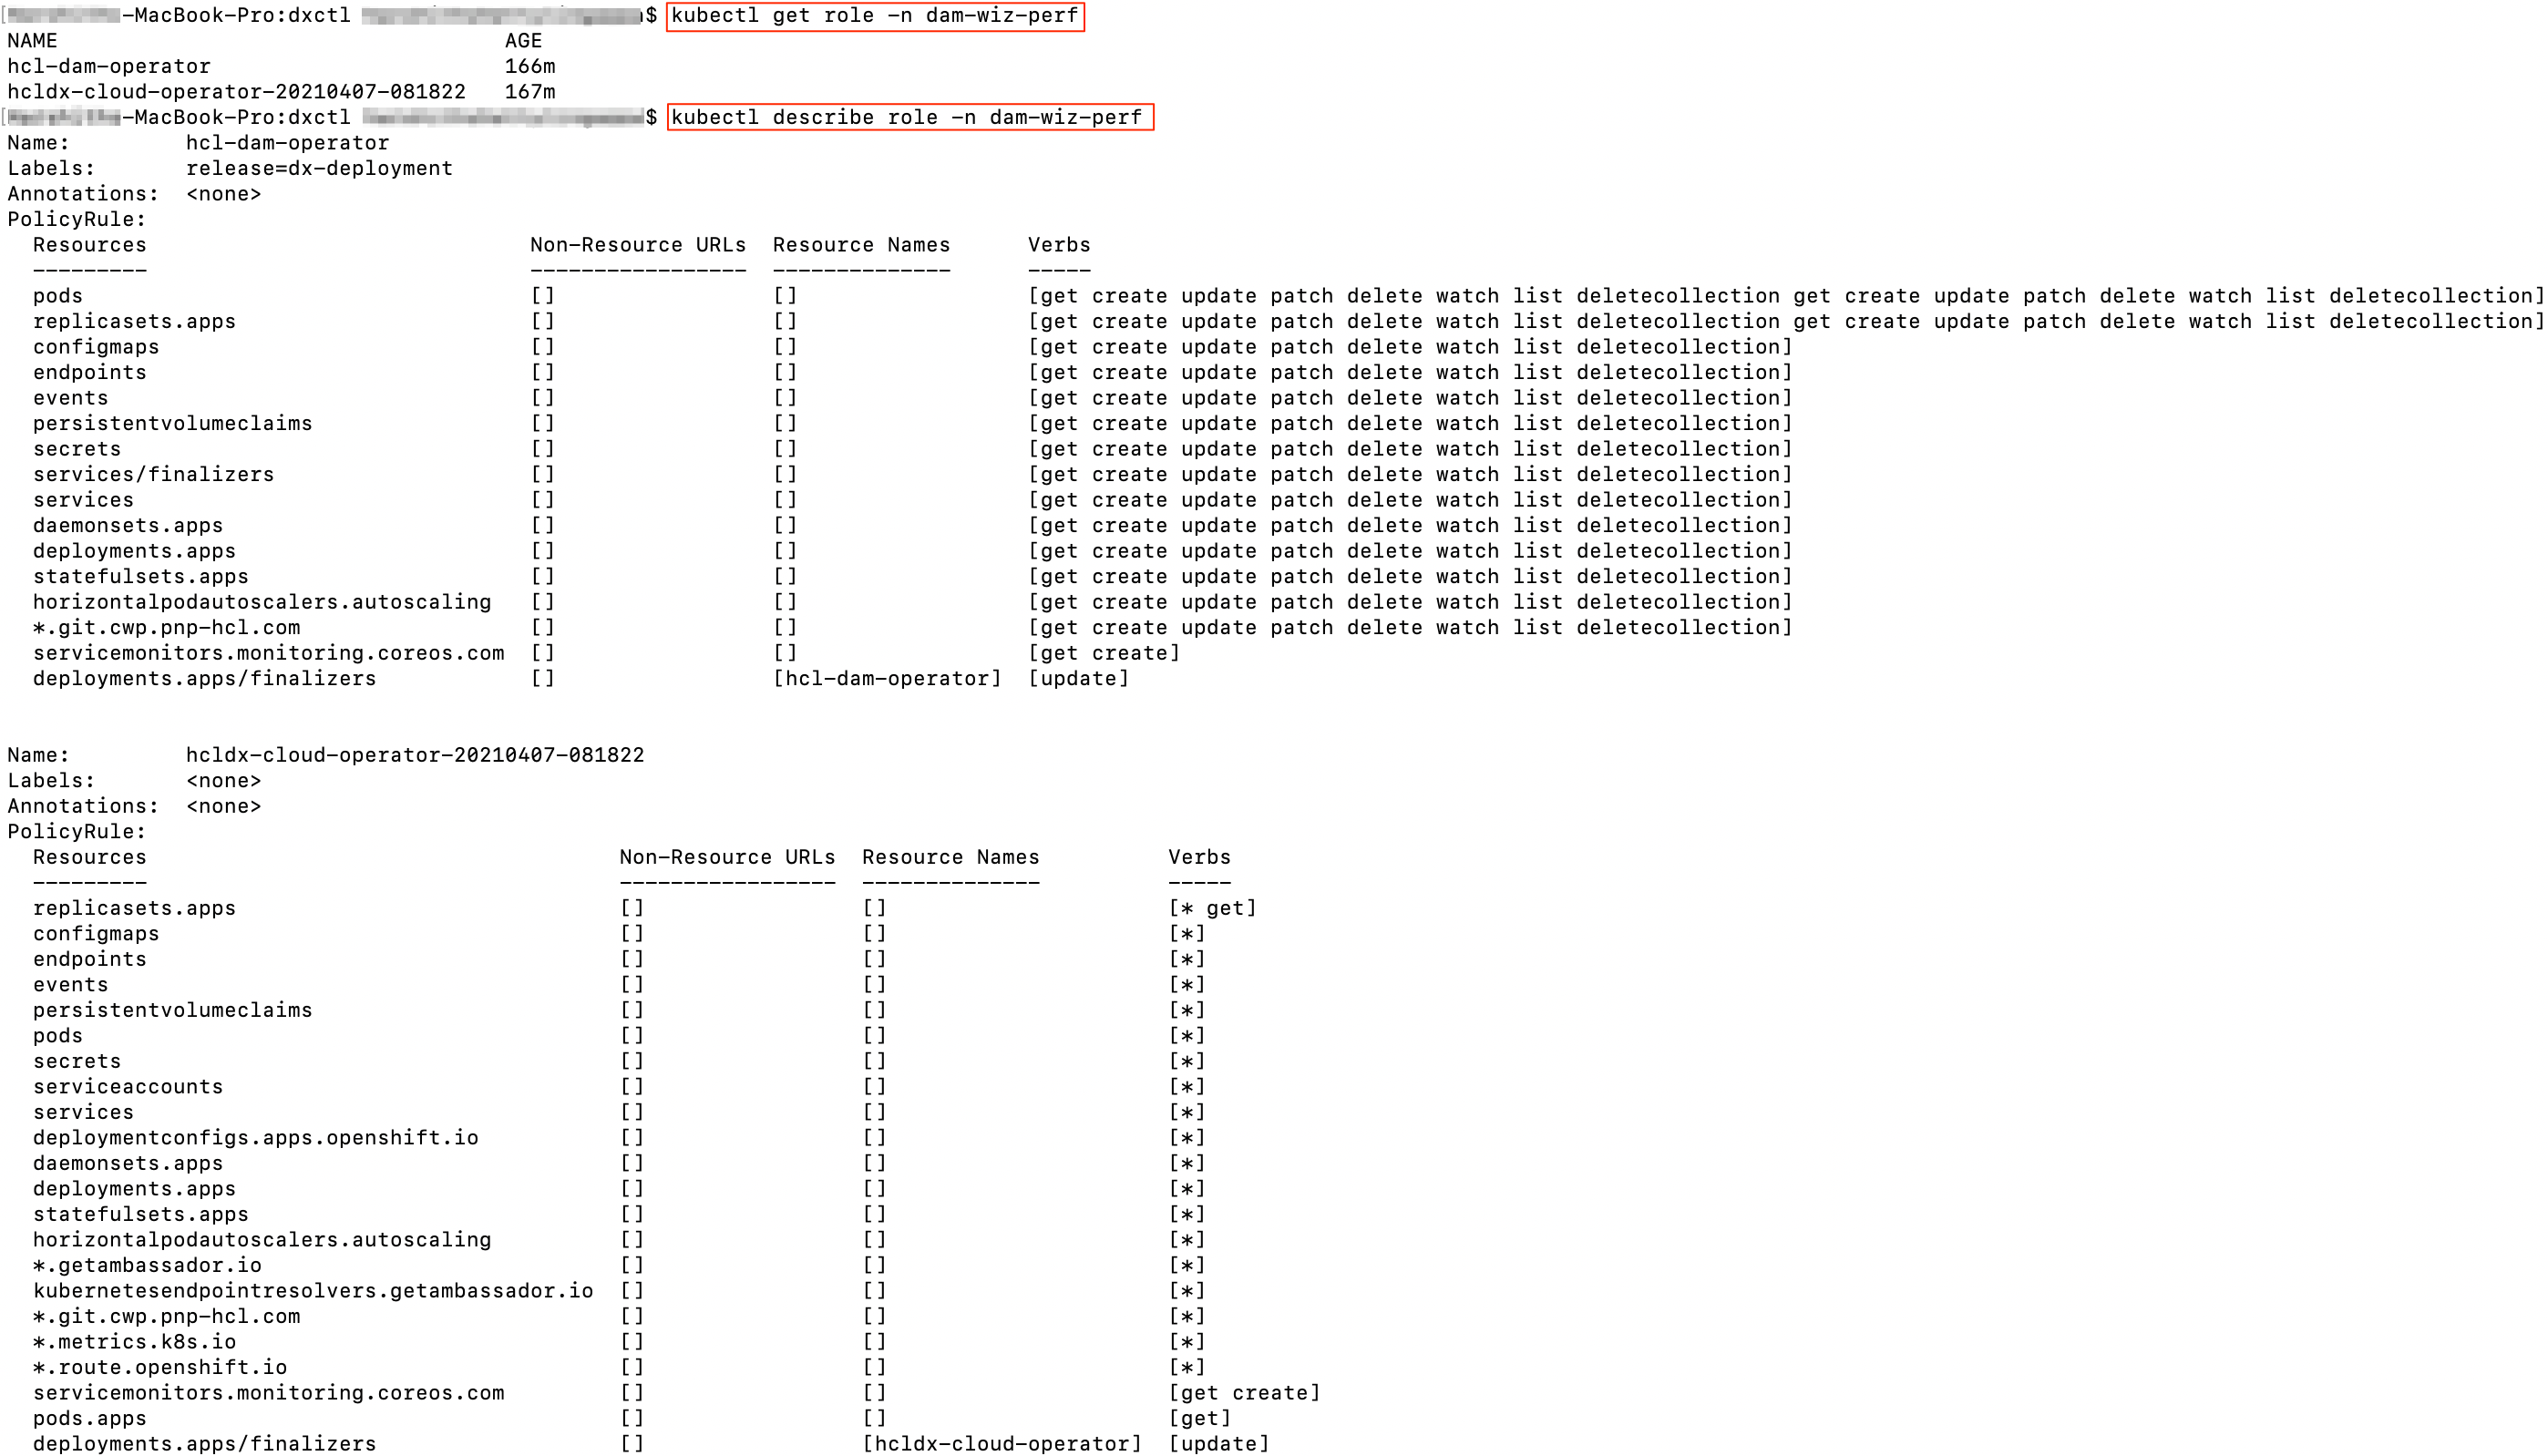 -MacBook-Pro:dxctl $ kubectl get role -n dam-wiz-perf
NAME AGE
hcl-dam-operator 166m
hcldx-cloud-operator-20210407-081822 167m
-MacBook-Pro:dxctl $ kubectl describe role -n dam-wiz-perf
Name: hcl-dam-operator
Labels: release=dx-deployment
Annotations: <none>
PolicyRule:
Resources Non-Resource URLs Resource Names Verbs
--------- ----------------- -------------- -----
pods [] [] [get create update patch delete watch list deletecollection get create update patch delete watch list deletecollection]
replicasets.apps [] [] [get create update patch delete watch list deletecollection get create update patch delete watch list deletecollection]
configmaps [] [] [get create update patch delete watch list deletecollection]
endpoints [] [] [get create update patch delete watch list deletecollection]
events [] [] [get create update patch delete watch list deletecollection]
persistentvolumeclaims [] [] [get create update patch delete watch list deletecollection]
secrets [] [] [get create update patch delete watch list deletecollection]
services/finalizers [] [] [get create update patch delete watch list deletecollection]
services [] [] [get create update patch delete watch list deletecollection]
daemonsets.apps [] [] [get create update patch delete watch list deletecollection]
deployments.apps [] [] [get create update patch delete watch list deletecollection]
statefulsets.apps [] [] [get create update patch delete watch list deletecollection]
horizontalpodautoscalers.autoscaling [] [] [get create update patch delete watch list deletecollection]
*.git.cwp.pnp-hcl.com [] [] [get create update patch delete watch list deletecollection]
servicemonitors.monitoring.coreos.com [] [] [get create]
deployments.apps/finalizers [] [hcl-dam-operator] [update]
Name: hcldx-cloud-operator-20210407-081822
Labels: <none>
Annotations: <none>
PolicyRule:
Resources Non-Resource URLs Resource Names Verbs
--------- ----------------- -------------- -----
replicasets.apps [] [] [* get]
configmaps [] [] [*]
endpoints [] [] [*]
events [] [] [*]
persistentvolumeclaims [] [] [*]
pods [] [] [*]
secrets [] [] [*]
serviceaccounts [] [] [*]
services [] [] [*]
deploymentconfigs.apps.openshift.io [] [] [*]
daemonsets.apps [] [] [*]
deployments.apps [] [] [*]
statefulsets.apps [] [] [*]
horizontalpodautoscalers.autoscaling [] [] [*]
*.getambassador.io [] [] [*]
kubernetesendpointresolvers.getambassador.io [] [] [*]
*.git.cwp.pnp-hcl.com [] [] [*]
*.metrics.k8s.io [] [] [*]
*.route.openshift.io [] [] [*]
servicemonitors.monitoring.coreos.com [] [] [get create]
pods.apps [] [] [get]
deployments.apps/finalizers [] [hcldx-cloud-operator] [update]